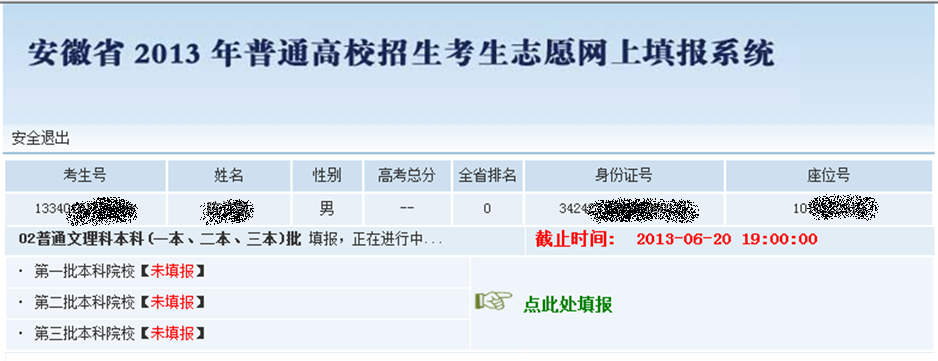 安徽省 2013 年普通高校招生考生志愿网上填报系统
安全退出
考生号 姓名 性别 高考总分 全省排名 身份证号 座位号
1334 男 -- 0 3424 10
02普通文理科本科(一本、二本、三本)批 填报，正在进行中... 截止时间： 2013-06-20 19:00:00
· 第一批本科院校【未填报】
· 第二批本科院校【未填报】
点此处填报
· 第三批本科院校【未填报】